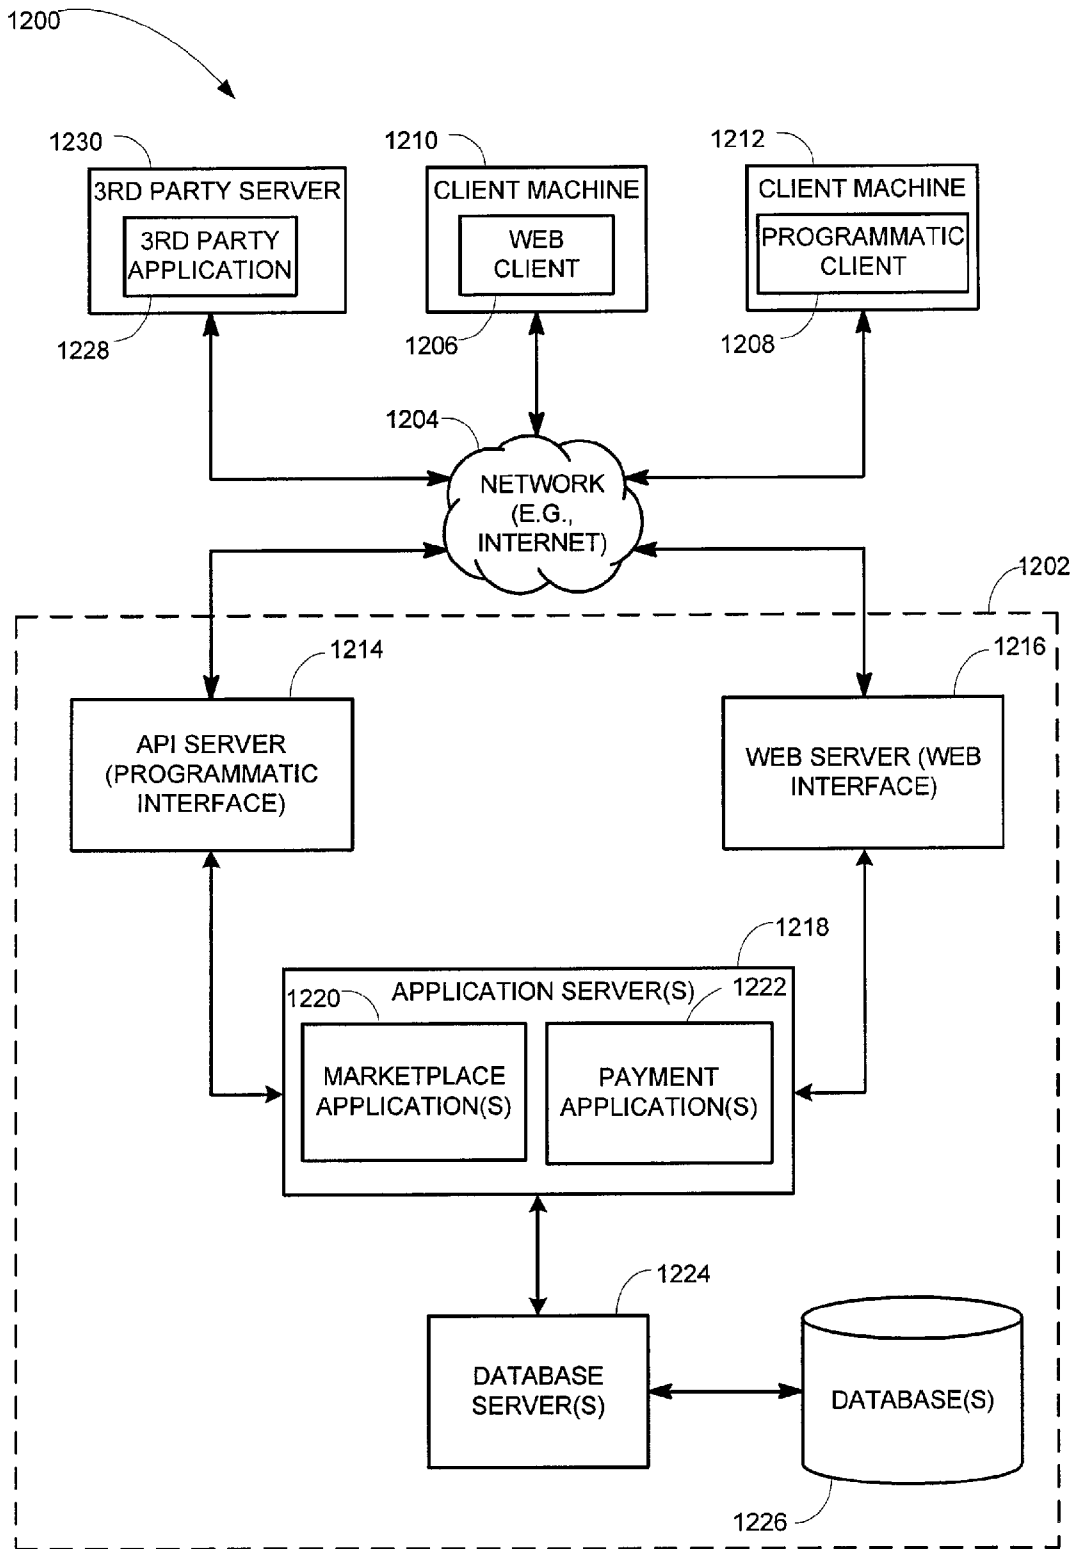 1200
1230
1210
1212
3RD PARTY SERVER
3RD PARTY
APPLICATION
CLIENT MACHINE
WEB
CLIENT
CLIENT MACHINE
PROGRAMMATIC
CLIENT
1228
1206
1208
1204
NETWORK
(E.G.,
INTERNET)
1202
1214
1216
API SERVER
(PROGRAMMATIC
INTERFACE)
WEB SERVER (WEB
INTERFACE)
1218
APPLICATION SERVER(S)
1220
1222
MARKETPLACE
APPLICATION(S)
PAYMENT
APPLICATION(S)
1224
DATABASE
SERVER(S)
DATABASE(S)
1226